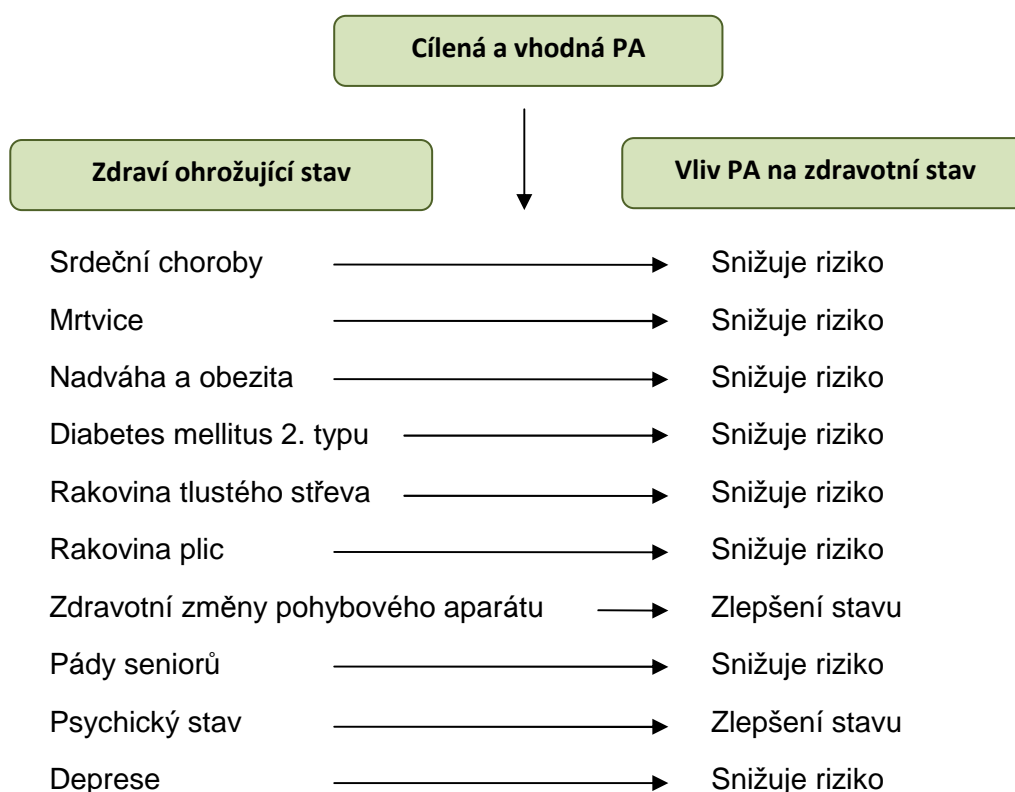 Cílená a vhodná PA
Zdraví ohrožující stav
Vliv PA na zdravotní stav
Srdeční choroby Snižuje riziko
Mrtvice Snižuje riziko
Nadváha a obezita Snižuje riziko
Diabetes mellitus 2. typu Snižuje riziko
Rakovina tlustého střeva Snižuje riziko
Rakovina plic Snižuje riziko
Zdravotní změny pohybového aparátu Zlepšení stavu
Pády seniorů Snižuje riziko
Psychický stav Zlepšení stavu
Deprese Snižuje riziko